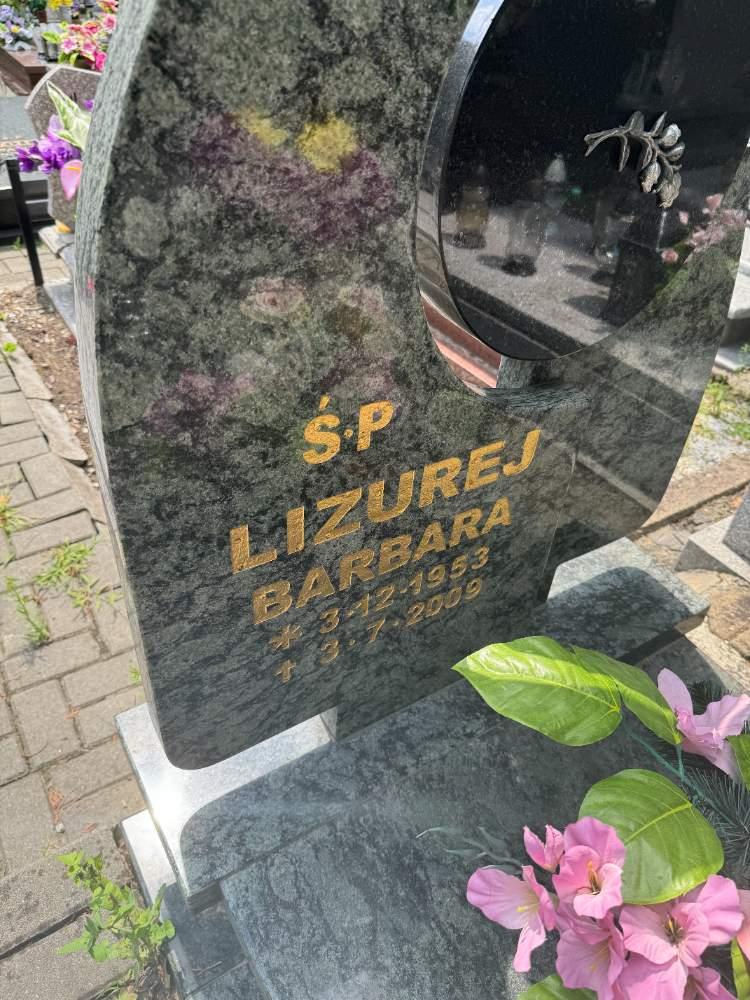 Ś.P
LIZUREJ
BARBARA
* 3.12.1953
† 3.7.2009